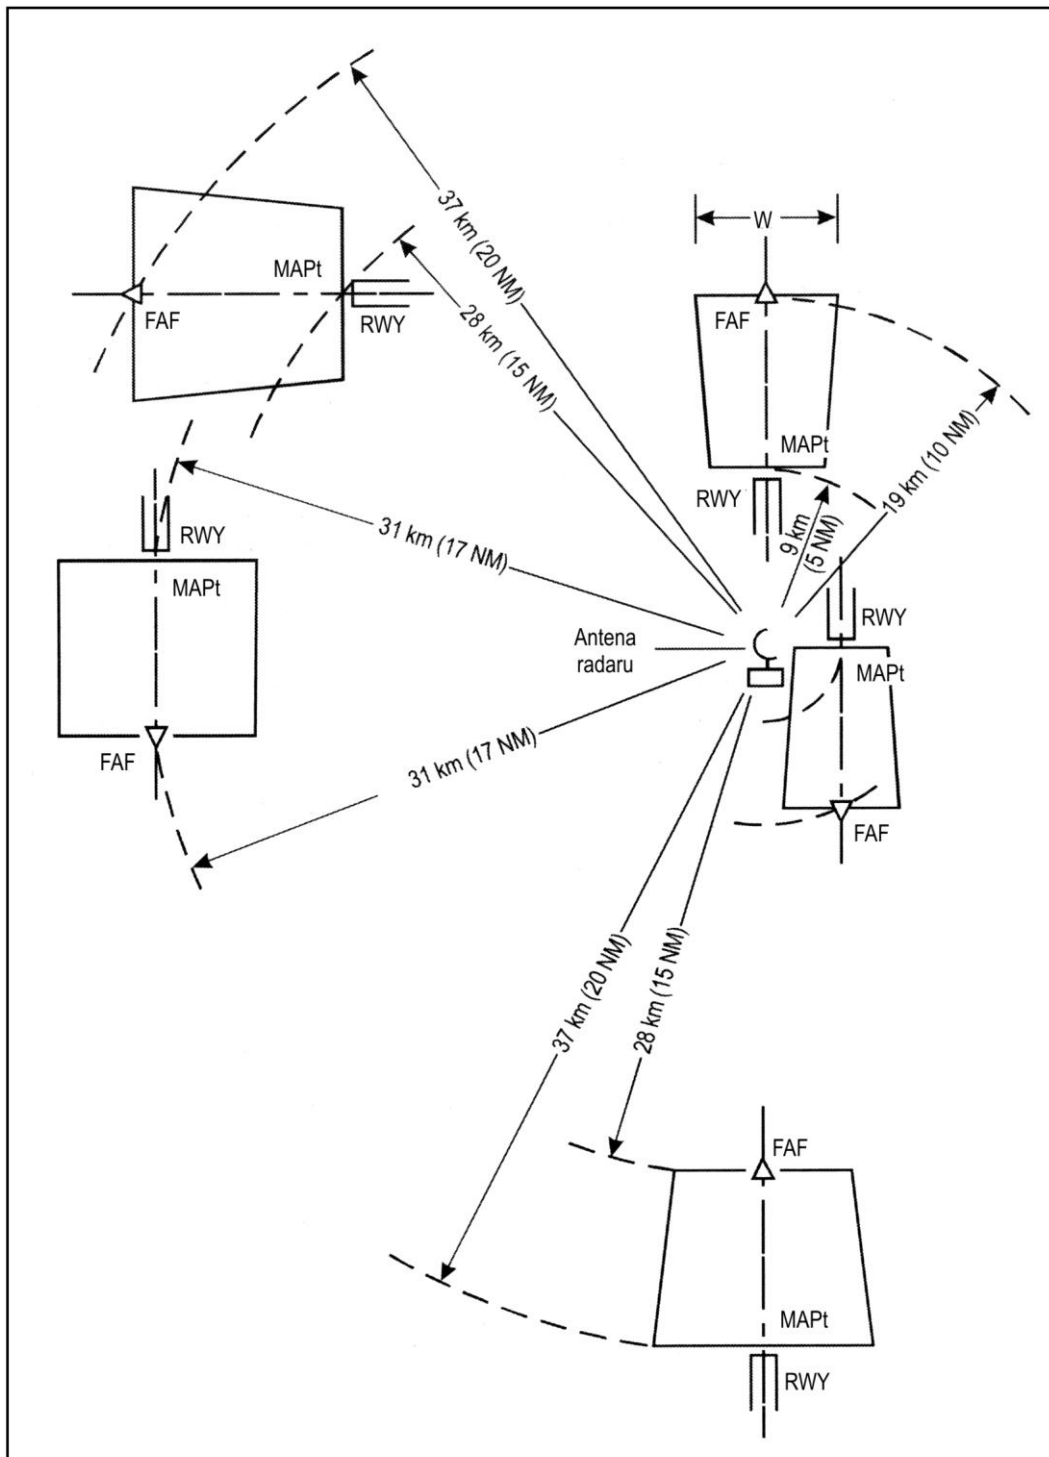 37 km (20 NM)
28 km (15 NM)
MAPt
FAF
RWY
W
FAF
MAPt
RWY
19 km (10 NM)
9 km
(5 NM)
31 km (17 NM)
RWY
MAPt
FAF
Antena
radaru
RWY
MAPt
FAF
31 km (17 NM)
37 km (20 NM)
28 km (15 NM)
FAF
MAPt
RWY